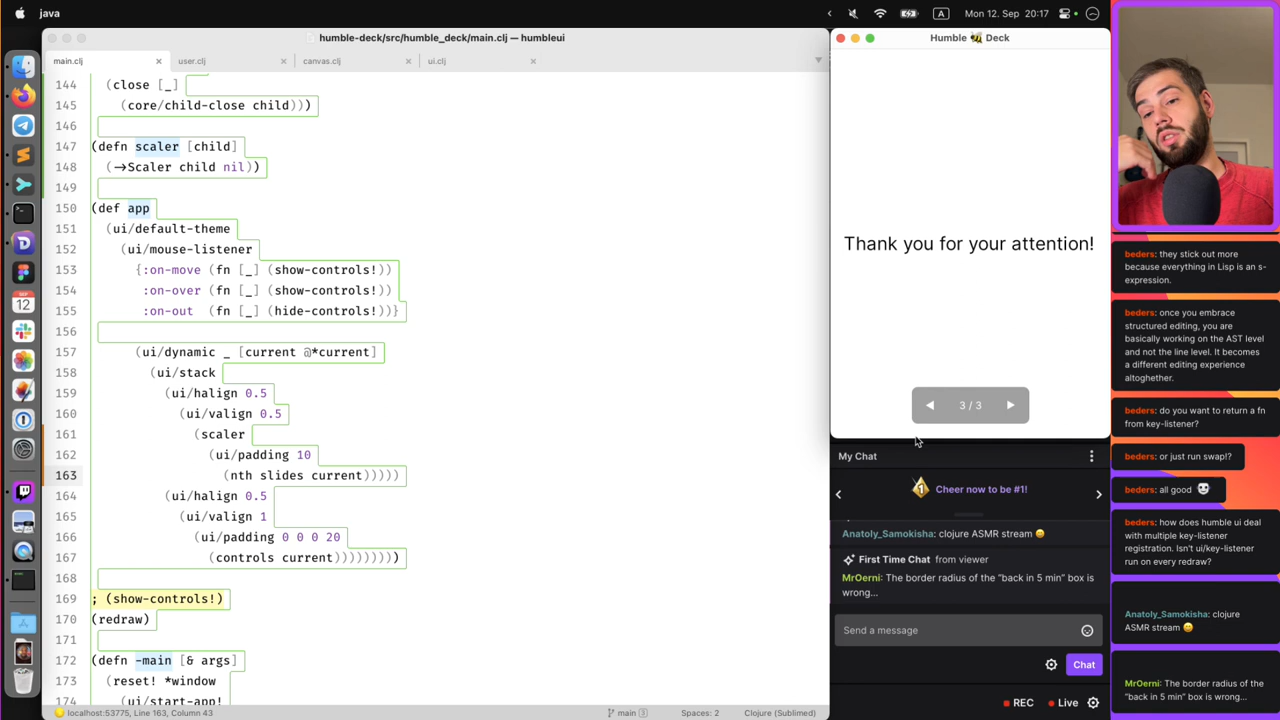 java
A
Mon 12. Sep 20:17
humble-deck/src/humble_deck/main.clj — humbleui
main.clj
user.clj
canvas.clj
ui.clj
144 (close [_]
145 (core/child-close child)))
146
147 (defn scaler [child]
148 (->Scaler child nil))
149
150 (def app
151 (ui/default-theme
152 (ui/mouse-listener
153 {:on-move (fn [_] (show-controls!))
154 :on-over (fn [_] (show-controls!))
155 :on-out (fn [_] (hide-controls!))}
156
157 (ui/dynamic _ [current @*current]
158 (ui/stack
159 (ui/halign 0.5
160 (ui/valign 0.5
161 (scaler
162 (ui/padding 10
163 (nth slides current)))))
164 (ui/halign 0.5
165 (ui/valign 1
166 (ui/padding 0 0 0 20
167 (controls current))))))))
168
169 ; (show-controls!)
170 (redraw)
171
172 (defn -main [& args]
173 (reset! *window
174 (ui/start-app!
localhost:53775, Line 163, Column 43
main 3
Spaces: 2
Clojure (Sublimed)
SEP
12
Humble 🐝 Deck
Thank you for your attention!
◀ 3 / 3 ▶
My Chat
1
Cheer now to be #1!
Anatoly_Samokisha: clojure ASMR stream 😄
First Time Chat from viewer
MrOerni: The border radius of the “back in 5 min” box is
wrong...
Send a message
Chat
REC
Live
beders: they stick out more
because everything in Lisp is an s-
expression.
beders: once you embrace
structured editing, you are
basically working on the AST level
and not the line level. It becomes
a different editing experience
altoghether.
beders: do you want to return a fn
from key-listener?
beders: or just run swap!?
beders: all good
beders: how does humble ui deal
with multiple key-listener
registration. Isn't ui/key-listener
run on every redraw?
Anatoly_Samokisha: clojure
ASMR stream 😄
MrOerni: The border radius of the
“back in 5 min” box is wrong...